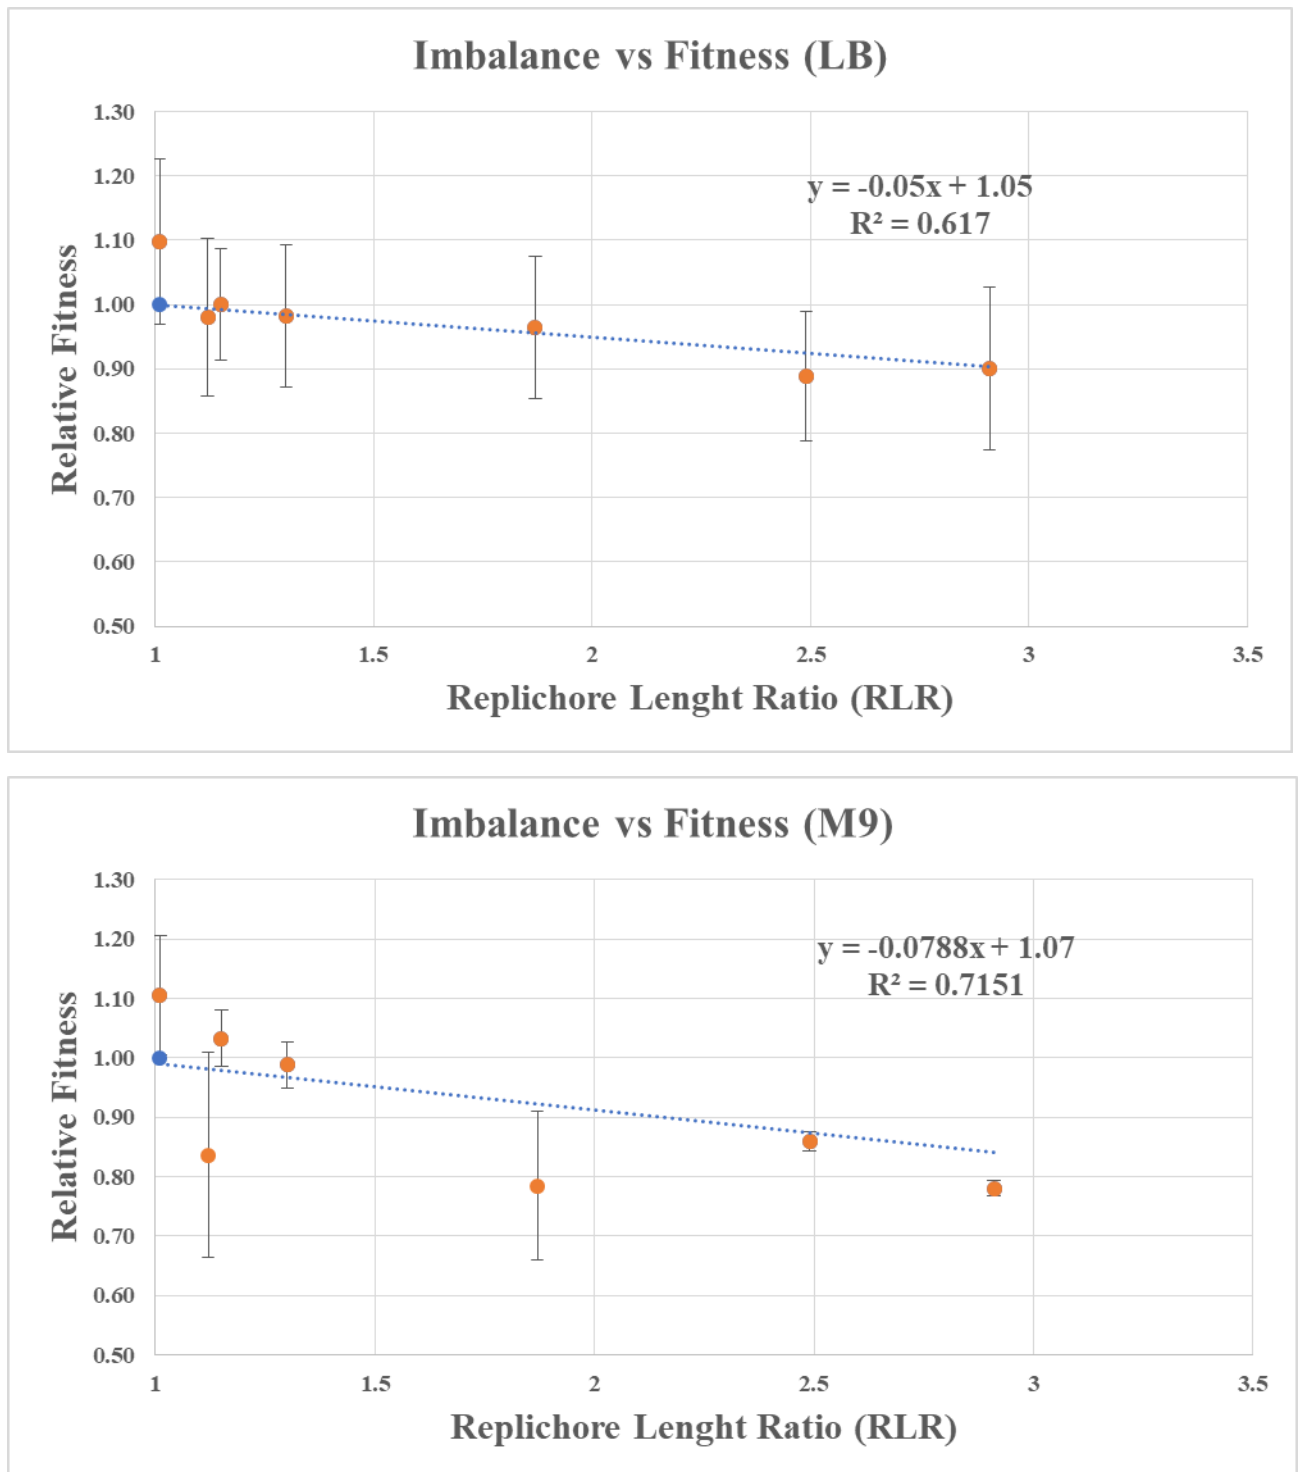 Imbalance vs Fitness (LB)
1.30
1.20
1.10
1.00
0.90
0.80
0.70
0.60
0.50
Relative Fitness
y = -0.05x + 1.05
R² = 0.617
1 1.5 2 2.5 3 3.5
Replichore Lenght Ratio (RLR)
Imbalance vs Fitness (M9)
1.30
1.20
1.10
1.00
0.90
0.80
0.70
0.60
0.50
Relative Fitness
y = -0.0788x + 1.07
R² = 0.7151
1 1.5 2 2.5 3 3.5
Replichore Lenght Ratio (RLR)